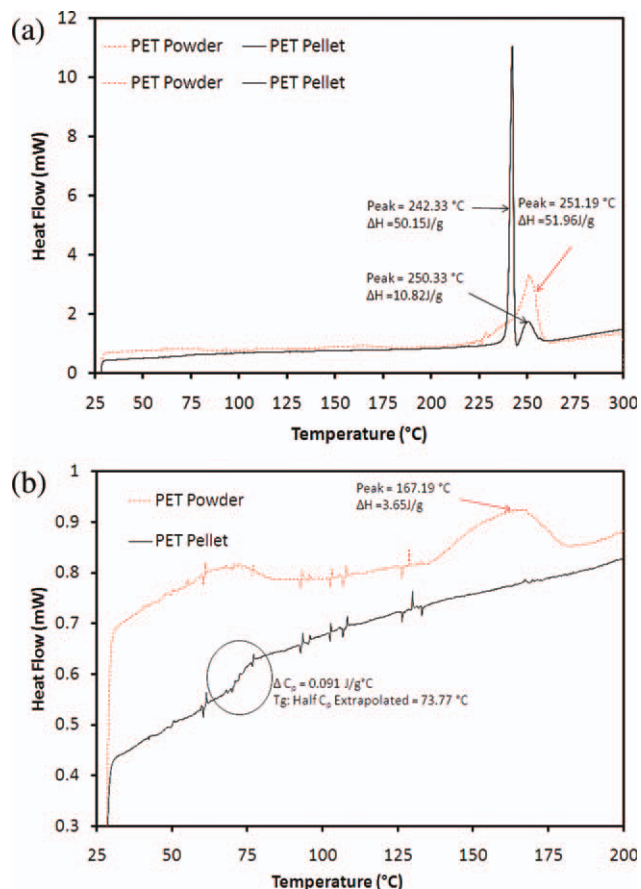 (a)
PET Powder PET Pellet
PET Powder PET Pellet
Heat Flow (mW)
12
10
8
6
4
2
0
Peak = 242.33 °C
ΔH =50.15J/g
Peak = 251.19 °C
ΔH =51.96J/g
Peak = 250.33 °C
ΔH =10.82J/g
25 50 75 100 125 150 175 200 225 250 275 300
Temperature (°C)
(b)
PET Powder
PET Pellet
Heat Flow (mW)
1
0.9
0.8
0.7
0.6
0.5
0.4
0.3
Peak = 167.19 °C
ΔH =3.65J/g
Δ Cp = 0.091 J/g°C
Tg: Half Cp Extrapolated = 73.77 °C
25 50 75 100 125 150 175 200
Temperature (°C)